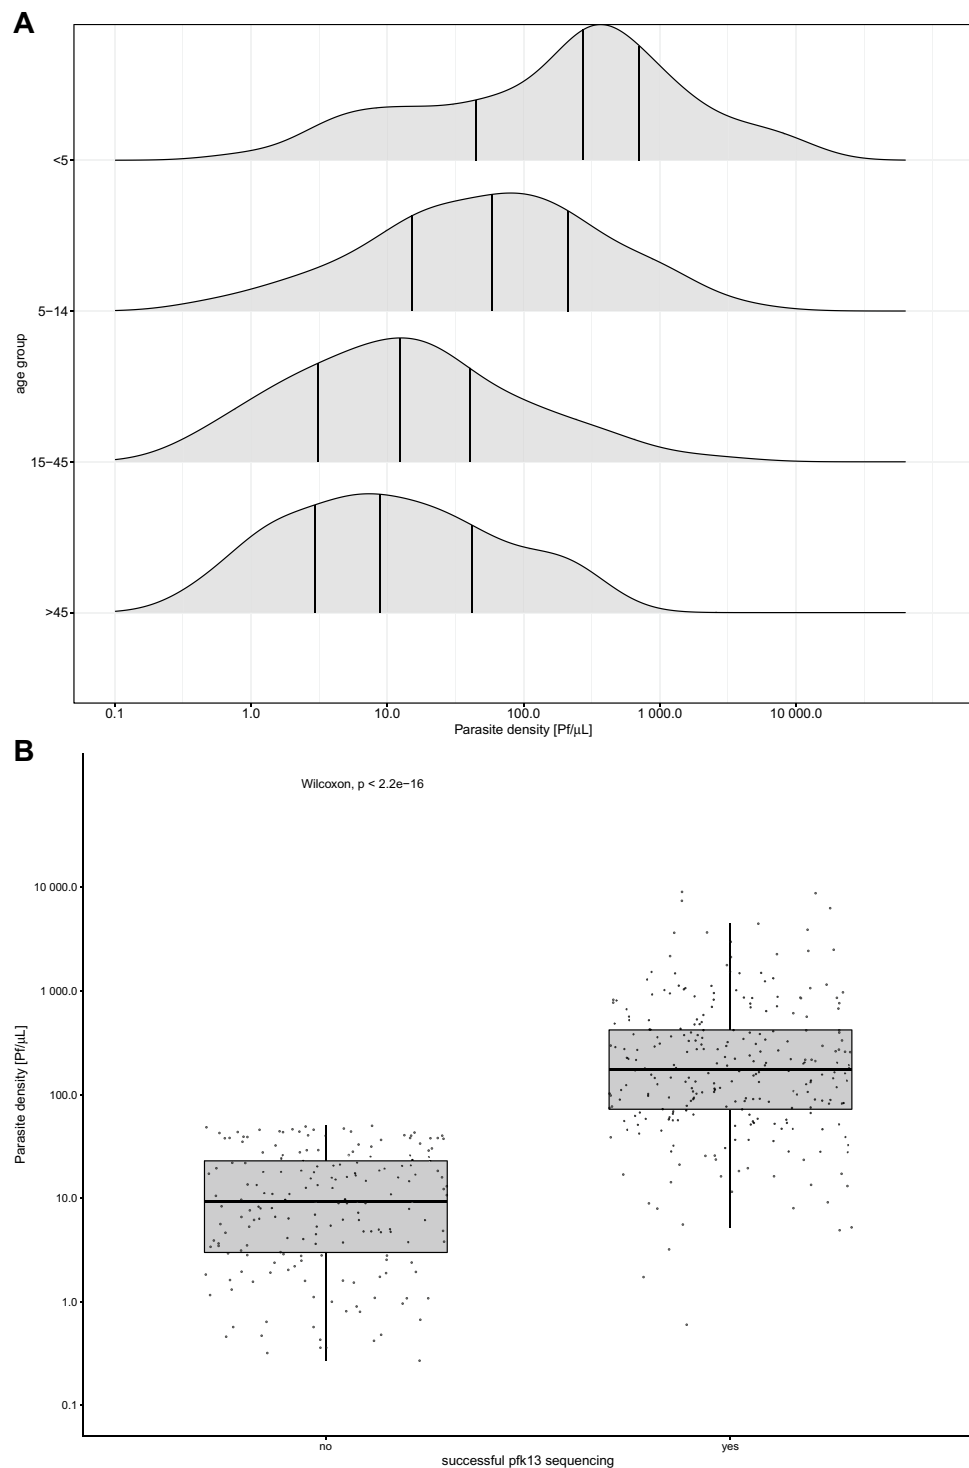 A
<5
5−14
15−45
>45
age group
0.1 1.0 10.0 100.0 1 000.0 10 000.0
Parasite density [Pf/μL]
B
Wilcoxon, p < 2.2e−16
10 000.0
1 000.0
100.0
10.0
1.0
0.1
Parasite density [Pf/μL]
no yes
successful pfk13 sequencing